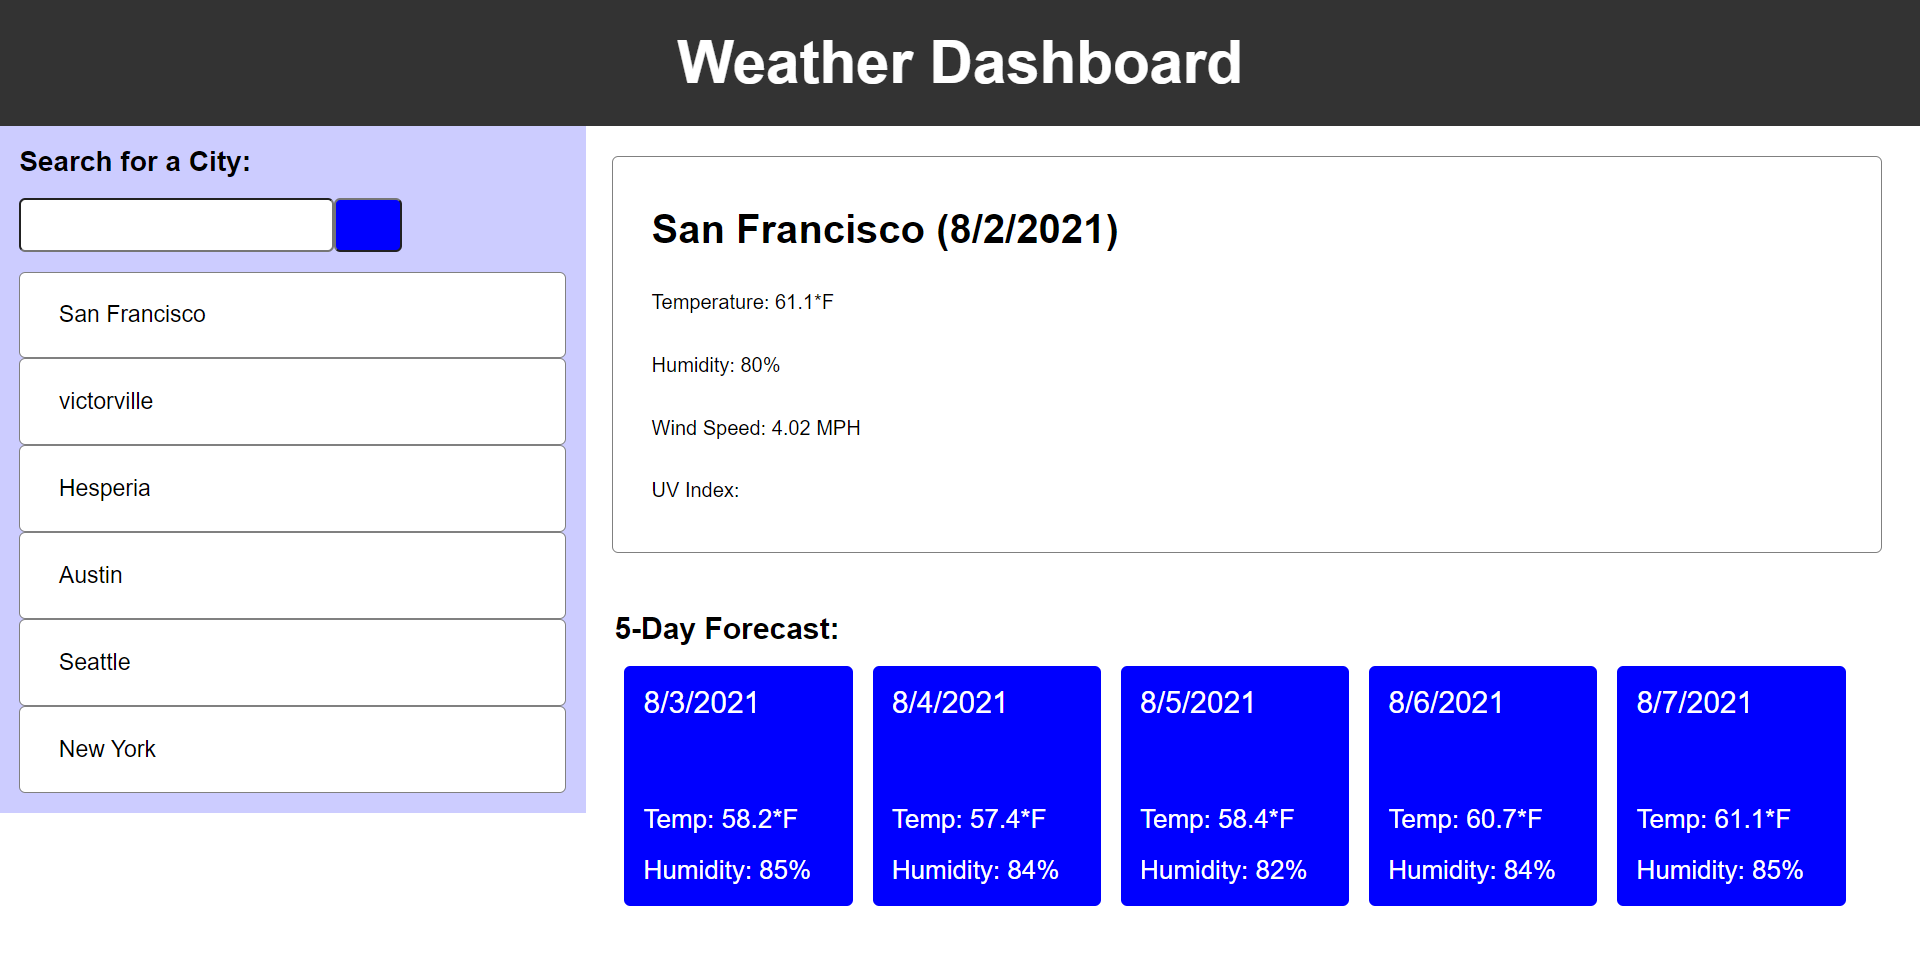 Weather Dashboard
Search for a City:
San Francisco
victorville
Hesperia
Austin
Seattle
New York
San Francisco (8/2/2021)
Temperature: 61.1*F
Humidity: 80%
Wind Speed: 4.02 MPH
UV Index:
5-Day Forecast:
8/3/2021
Temp: 58.2*F
Humidity: 85%
8/4/2021
Temp: 57.4*F
Humidity: 84%
8/5/2021
Temp: 58.4*F
Humidity: 82%
8/6/2021
Temp: 60.7*F
Humidity: 84%
8/7/2021
Temp: 61.1*F
Humidity: 85%